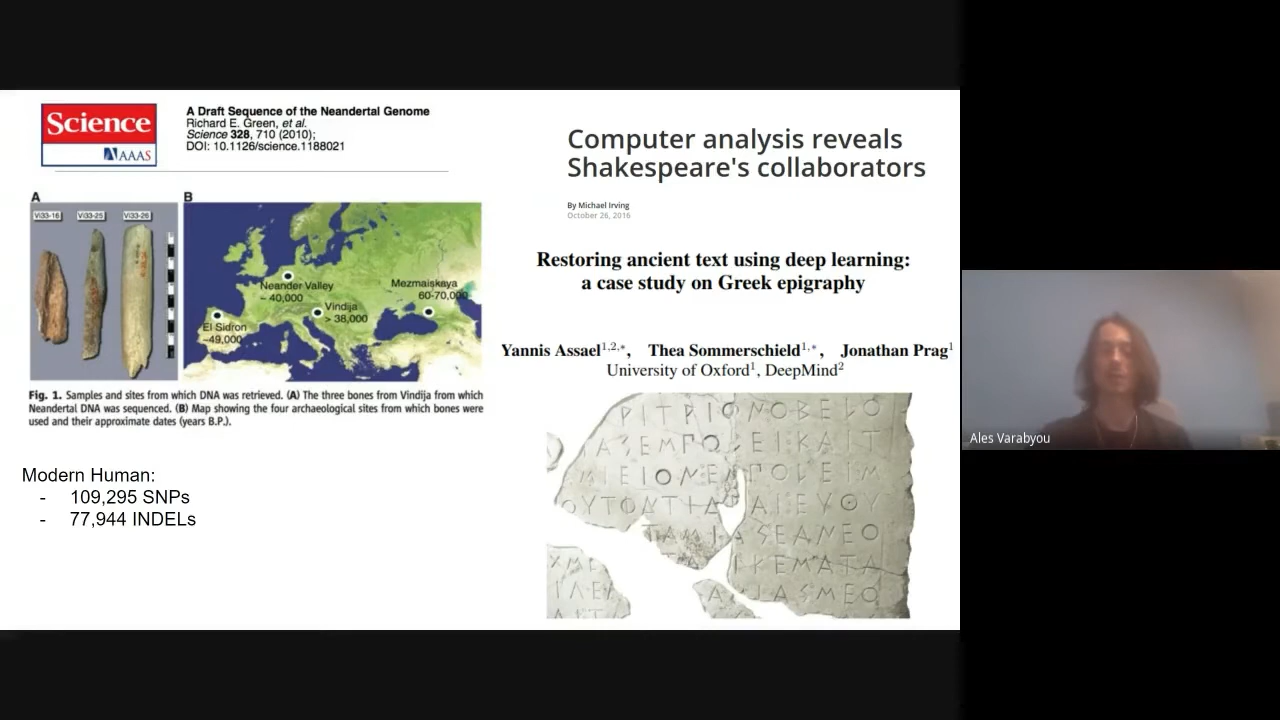 Science
AAAS
A Draft Sequence of the Neandertal Genome
Richard E. Green, et al.
Science 328, 710 (2010);
DOI: 10.1126/science.1188021
A
B
Vi33-16
Vi33-25
Vi33-26
Neander Valley
~ 40,000
Mezmaiskaya
60-70,000
Vindija
> 38,000
El Sidron
~49,000
Fig. 1. Samples and sites from which DNA was retrieved. (A) The three bones from Vindija from which
Neandertal DNA was sequenced. (B) Map showing the four archaeological sites from which bones were
used and their approximate dates (years B.P.).
Modern Human:
- 109,295 SNPs
- 77,944 INDELs
Computer analysis reveals
Shakespeare's collaborators
By Michael Irving
October 26, 2016
Restoring ancient text using deep learning:
a case study on Greek epigraphy
Yannis Assael1,2,*, Thea Sommerschield1,*, Jonathan Prag1
University of Oxford1, DeepMind2
Ales Varabyou